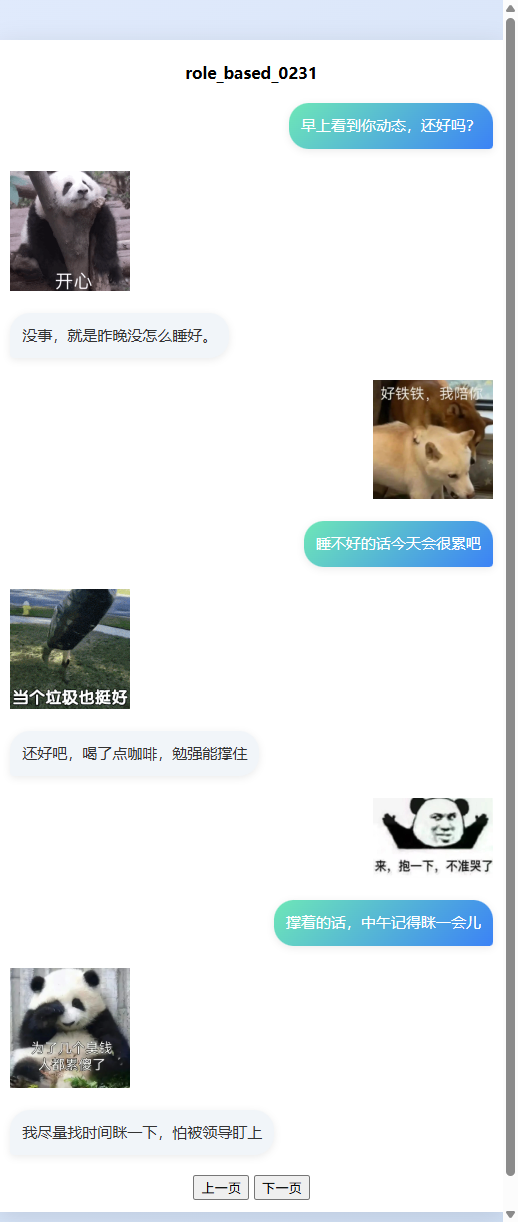 role_based_0231
早上看到你动态，还好吗？
开心
没事，就是昨晚没怎么睡好。
好铁铁，我陪你
睡不好的话今天会很累吧
当个垃圾也挺好
还好吧，喝了点咖啡，勉强能撑住
来，抱一下，不准哭了
撑着的话，中午记得眯一会儿
为了几个臭钱
人都累傻了
我尽量找时间眯一下，怕被领导盯上
上一页 下一页